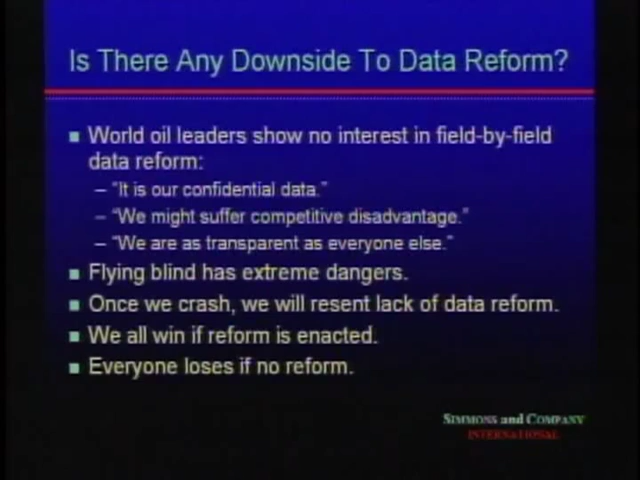 Is There Any Downside To Data Reform?
World oil leaders show no interest in field-by-field
data reform:
– “It is our confidential data.”
– “We might suffer competitive disadvantage.”
– “We are as transparent as everyone else.”
Flying blind has extreme dangers.
Once we crash, we will resent lack of data reform.
We all win if reform is enacted.
Everyone loses if no reform.
SIMMONS and COMPANY
INTERNATIONAL